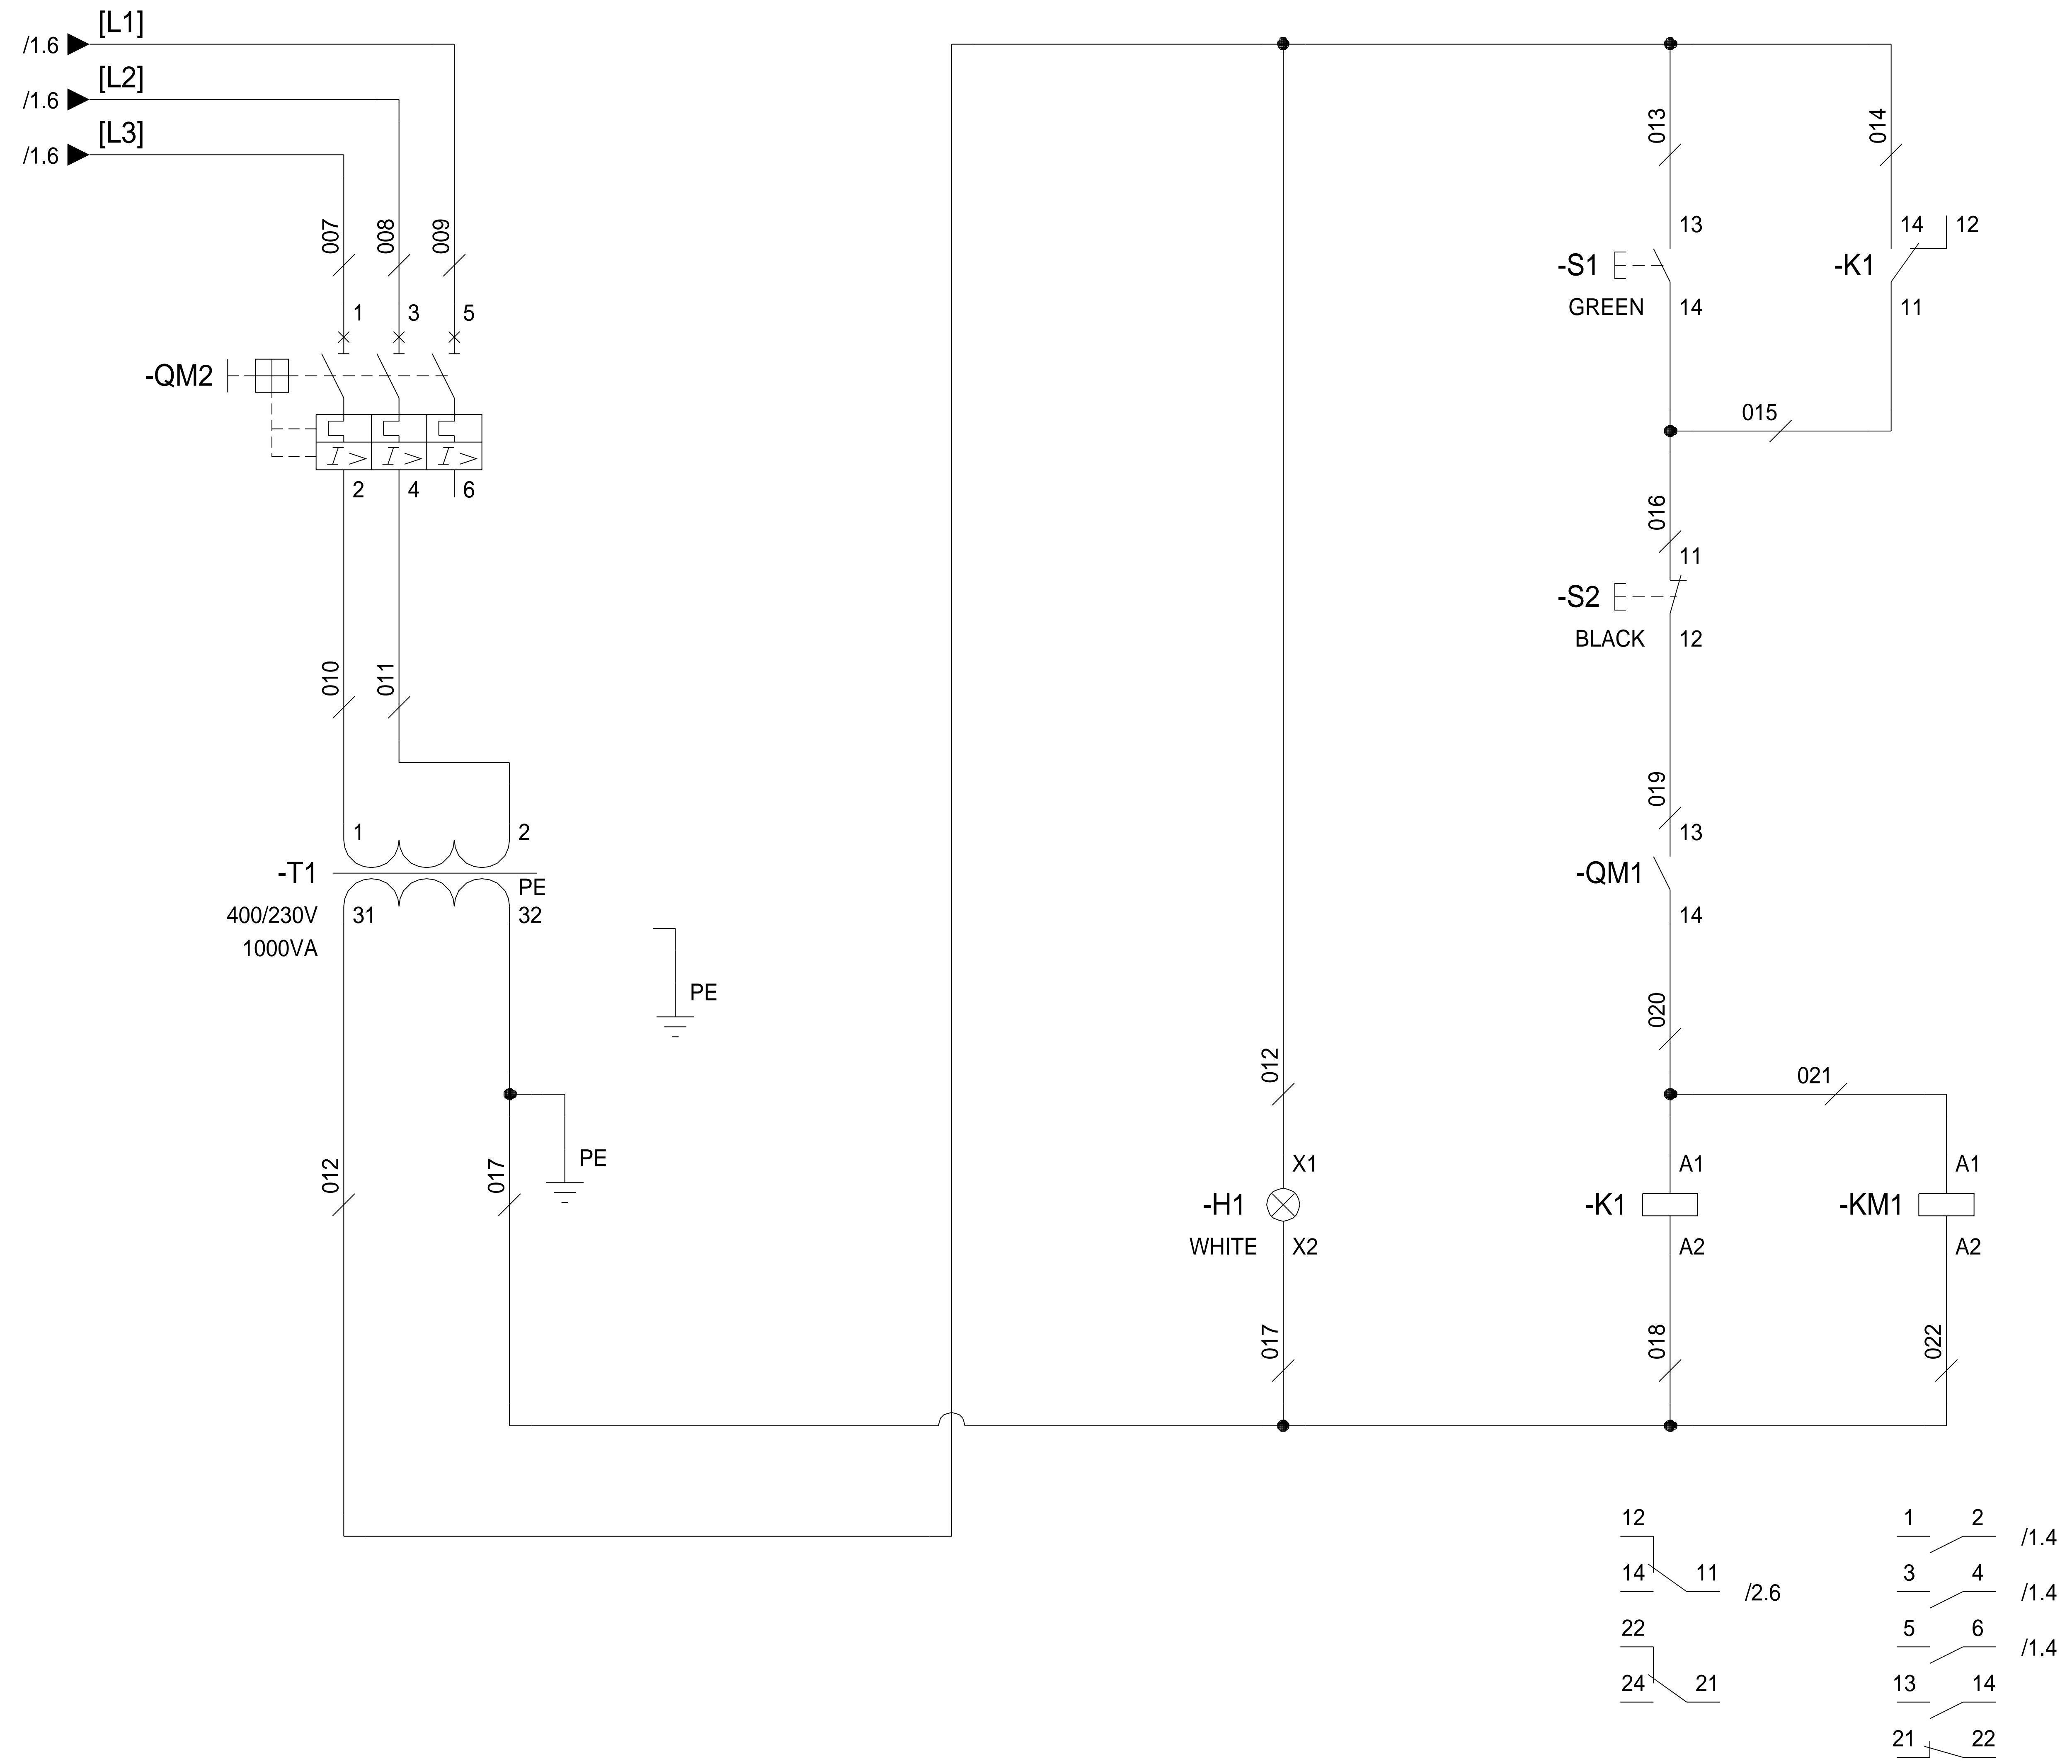 [L1]
/1.6
[L2]
/1.6
[L3]
/1.6
007 008 009
013 014
1 3 5
-QM2
2 4 6
13
-S1
GREEN 14
14 12
-K1
11
015
016
11
-S2
BLACK 12
010 011
1 2
-T1
PE
400/230V 31 32
1000VA
PE
019
13
-QM1
14
020
021
012
PE
012 017
X1
-H1
WHITE X2
A1
-K1
A2
A1
-KM1
A2
017
018
022
12
14 11 /2.6
22
24 21
1 2 /1.4
3 4 /1.4
5 6 /1.4
13 14
21 22